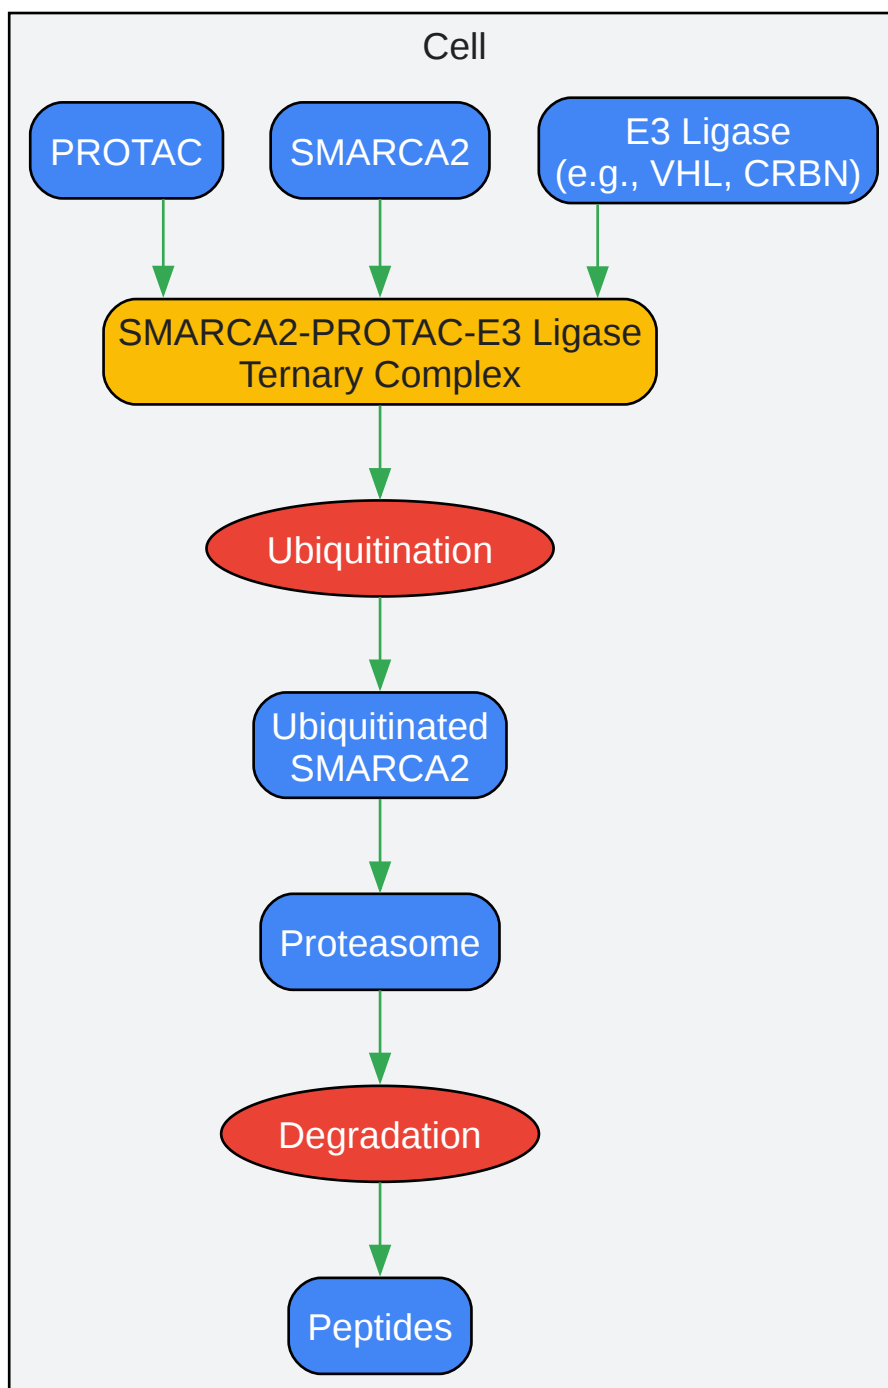 Cell
PROTAC
SMARCA2
E3 Ligase
(e.g., VHL, CRBN)
SMARCA2-PROTAC-E3 Ligase
Ternary Complex
Ubiquitination
Ubiquitinated
SMARCA2
Proteasome
Degradation
Peptides